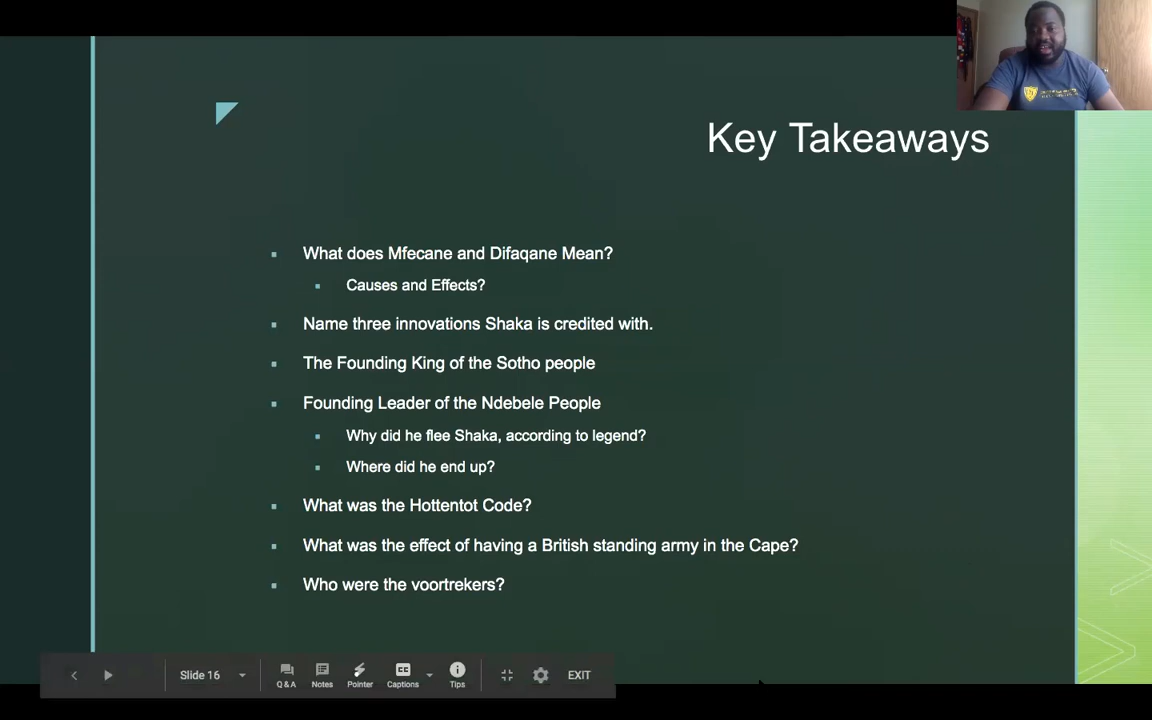 Key Takeaways
What does Mfecane and Difaqane Mean?
Causes and Effects?
Name three innovations Shaka is credited with.
The Founding King of the Sotho people
Founding Leader of the Ndebele People
Why did he flee Shaka, according to legend?
Where did he end up?
What was the Hottentot Code?
What was the effect of having a British standing army in the Cape?
Who were the voortrekers?
Slide 16
Q & A
Notes
Pointer
CC
Captions
Tips
EXIT